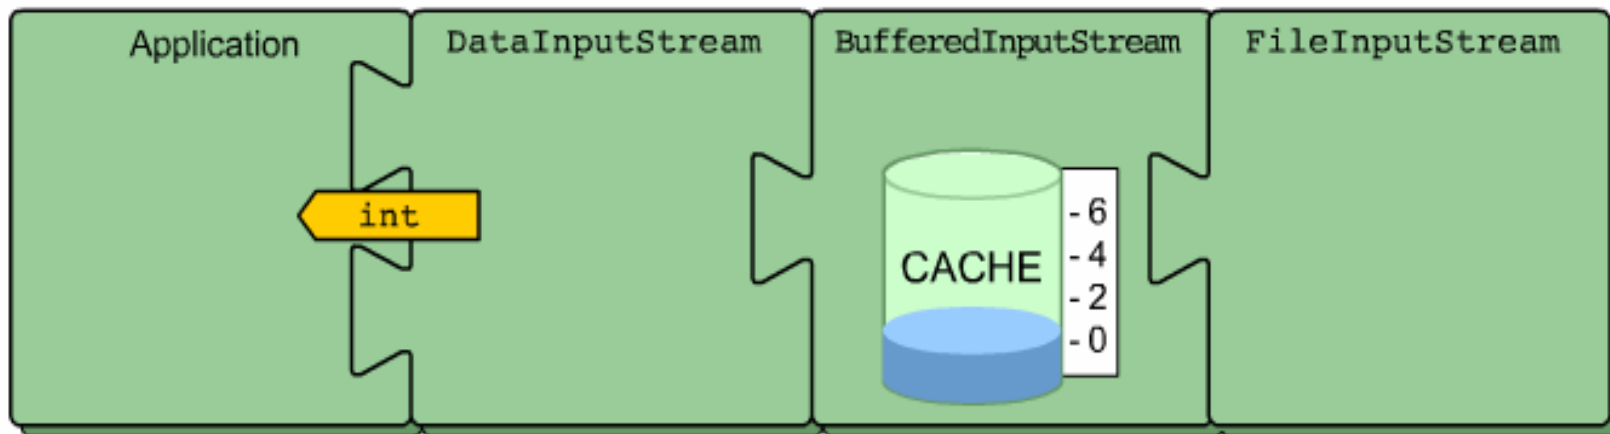 Application
DataInputStream
BufferedInputStream
FileInputStream
int
CACHE
-6
-4
-2
-0